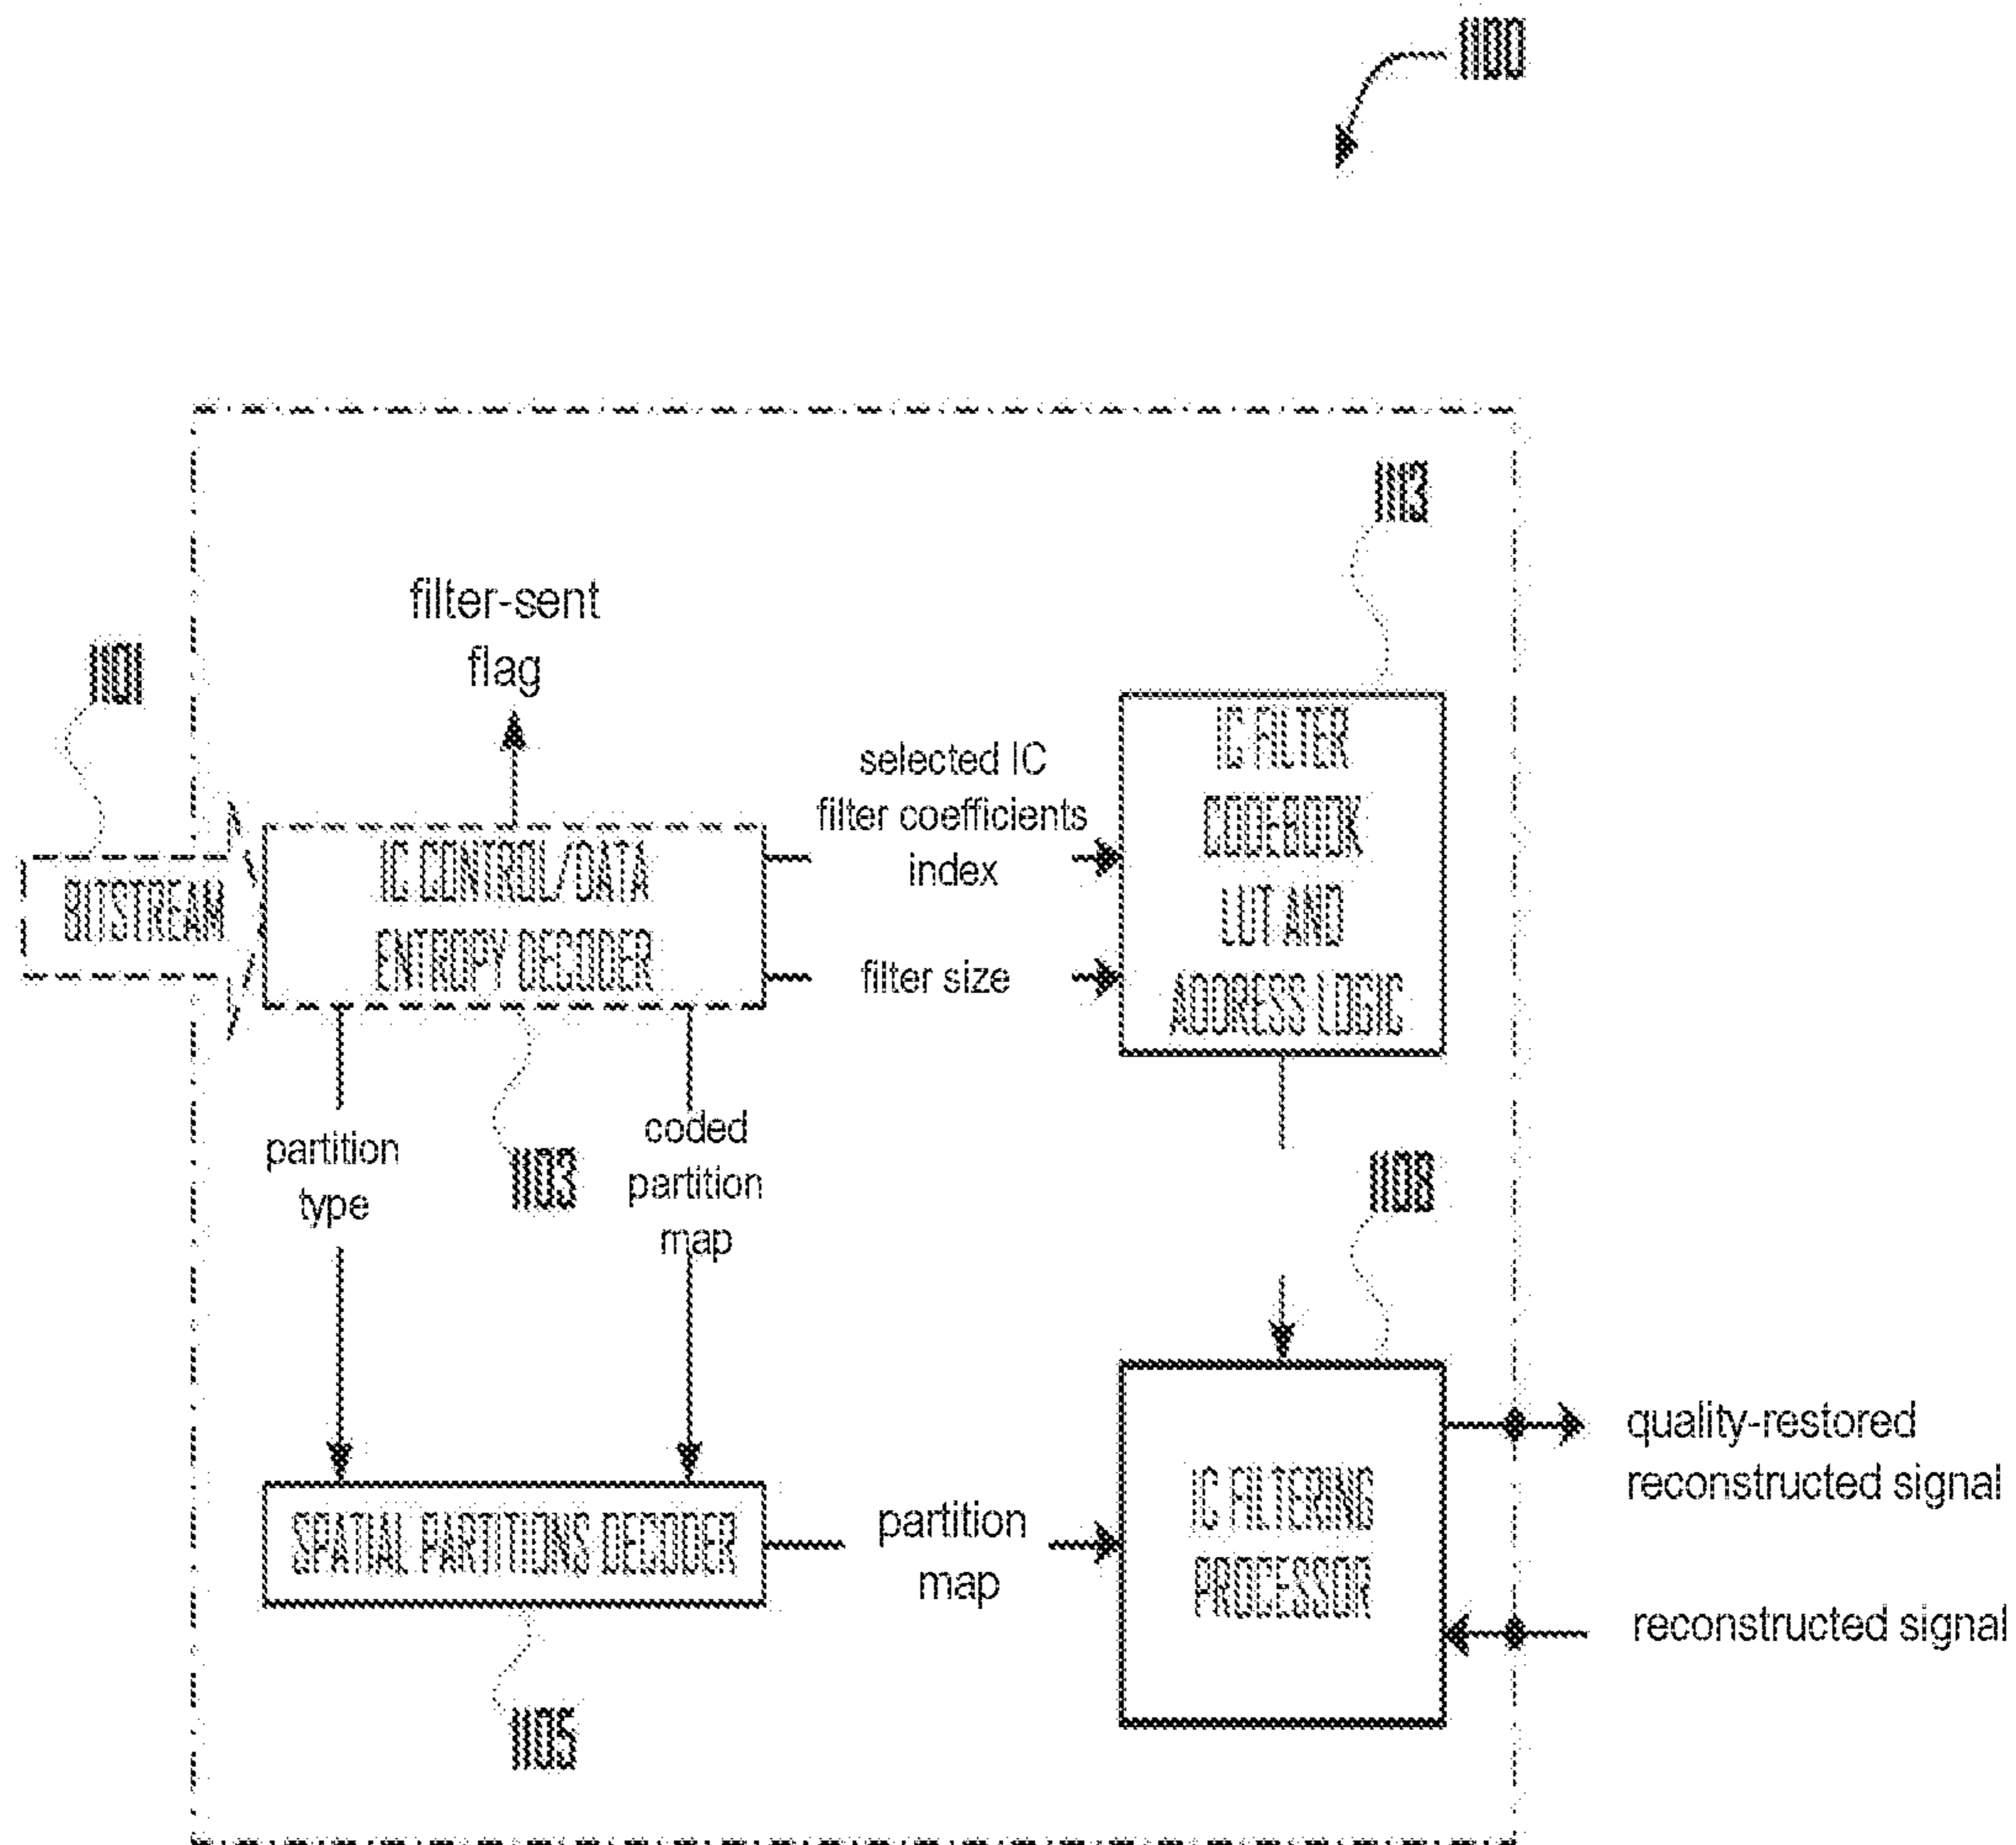 1100
1113
filter-sent
flag
1101
selected IC
filter coefficients
index
IC FILTER
CODEBOOK
LUT AND
ADDRESS LOGIC
IC CONTROL/DATA
ENTROPY DECODER
BITSTREAM
filter size
partition
type
1103
coded
partition
map
1108
quality-restored
reconstructed signal
IC FILTERING
PROCESSOR
SPATIAL PARTITIONS DECODER
partition
map
reconstructed signal
1105